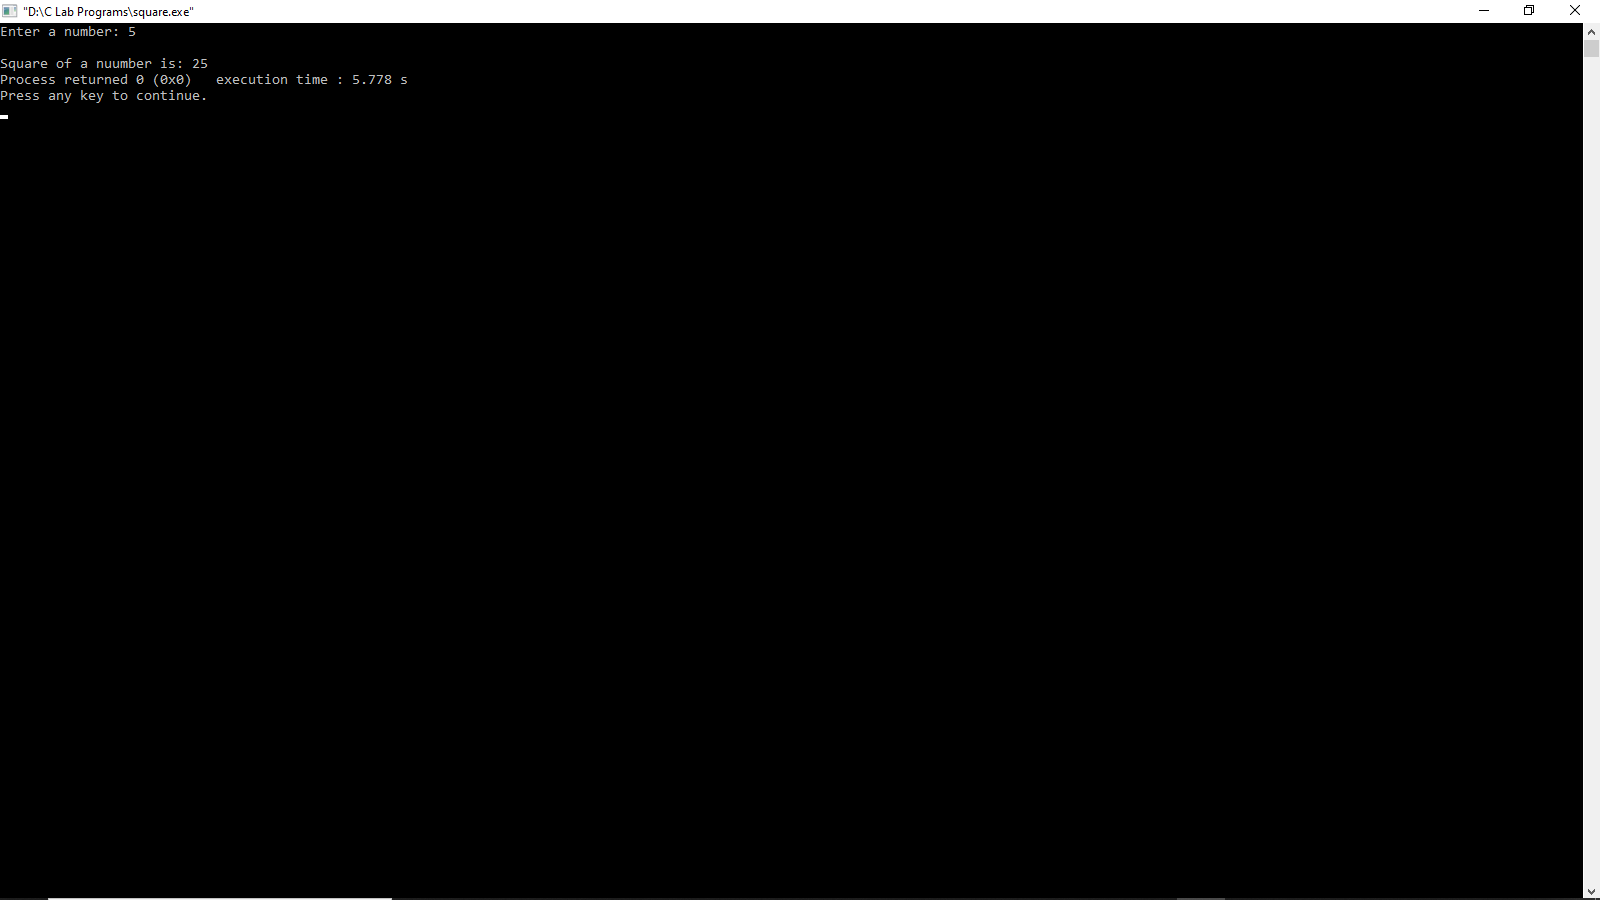 "D:\C Lab Programs\square.exe"
Enter a number: 5
Square of a nuumber is: 25
Process returned 0 (0x0)   execution time : 5.778 s
Press any key to continue.